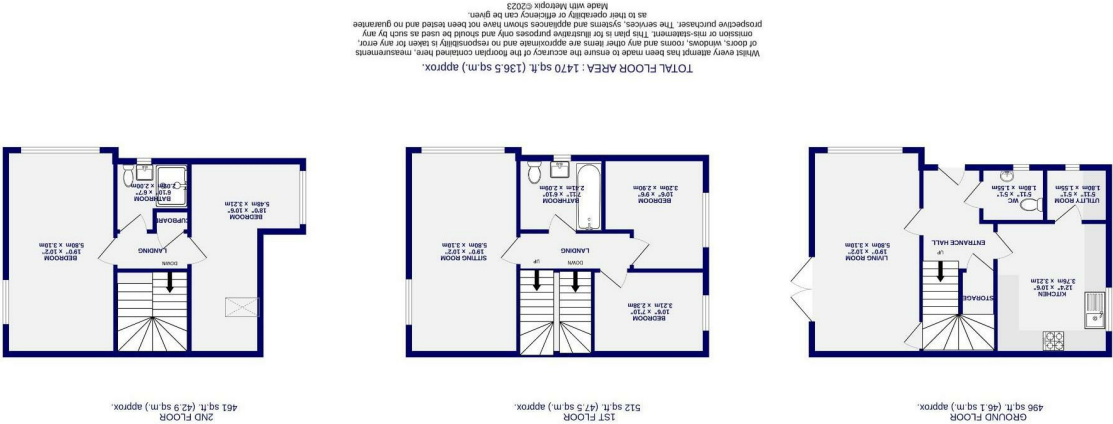 GROUND FLOOR
496 sq.ft. (46.1 sq.m.) approx.
KITCHEN
12'4" x 10'6"
3.76m x 3.21m
STORAGE
UP
ENTRANCE HALL
LIVING ROOM
19'0" x 10'2"
5.80m x 3.10m
UTILITY ROOM
5'11" x 5'1"
1.80m x 1.55m
WC
5'11" x 5'1"
1.80m x 1.55m
1ST FLOOR
512 sq.ft. (47.5 sq.m.) approx.
BEDROOM
10'6" x 7'10"
3.21m x 2.38m
DOWN
UP
LANDING
SITTING ROOM
19'0" x 10'2"
5.80m x 3.10m
BEDROOM
10'6" x 9'6"
3.20m x 2.90m
BATHROOM
7'11" x 6'10"
2.41m x 2.08m
2ND FLOOR
461 sq.ft. (42.9 sq.m.) approx.
DOWN
LANDING
BEDROOM
19'0" x 10'2"
5.80m x 3.10m
BEDROOM
18'0" x 10'6"
5.48m x 3.21m
CUPBOARD
BATHROOM
6'10" x 6'7"
x 2.00m
TOTAL FLOOR AREA : 1470 sq.ft. (136.5 sq.m.) approx.
Whilst every attempt has been made to ensure the accuracy of the floorplan contained here, measurements
of doors, windows, rooms and any other items are approximate and no responsibility is taken for any error,
omission or mis-statement. This plan is for illustrative purposes only and should be used as such by any
prospective purchaser. The services, systems and appliances shown have not been tested and no guarantee
as to their operability or efficiency can be given.
Made with Metropix ©2023